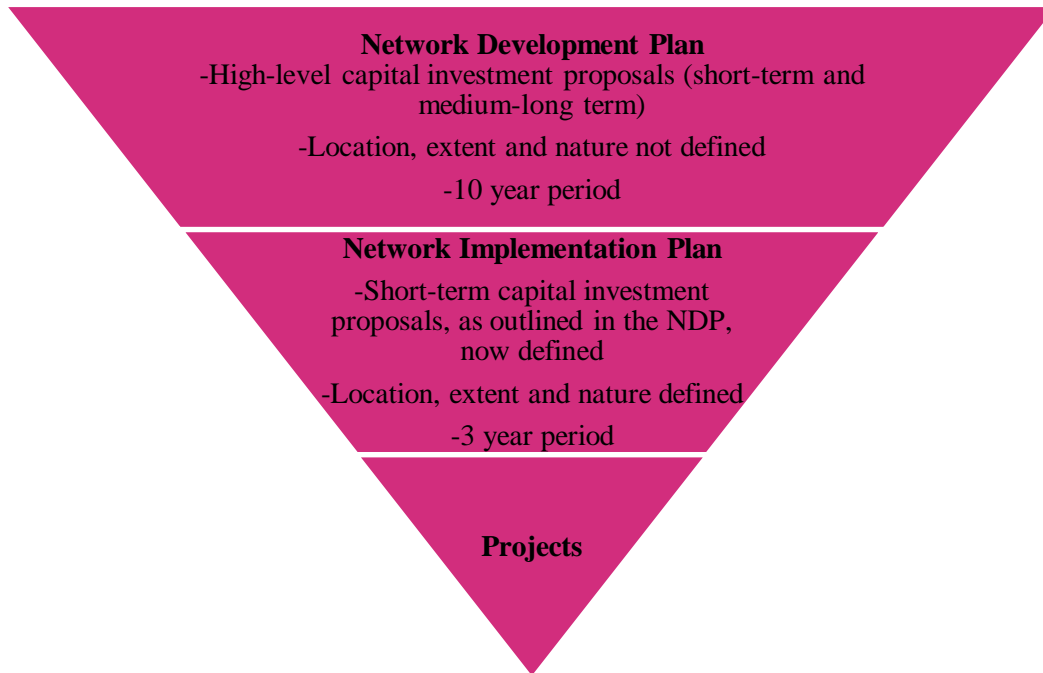 Network Development Plan
-High-level capital investment proposals (short-term and
medium-long term)
-Location, extent and nature not defined
-10 year period
Network Implementation Plan
-Short-term capital investment
proposals, as outlined in the NDP,
now defined
-Location, extent and nature defined
-3 year period
Projects